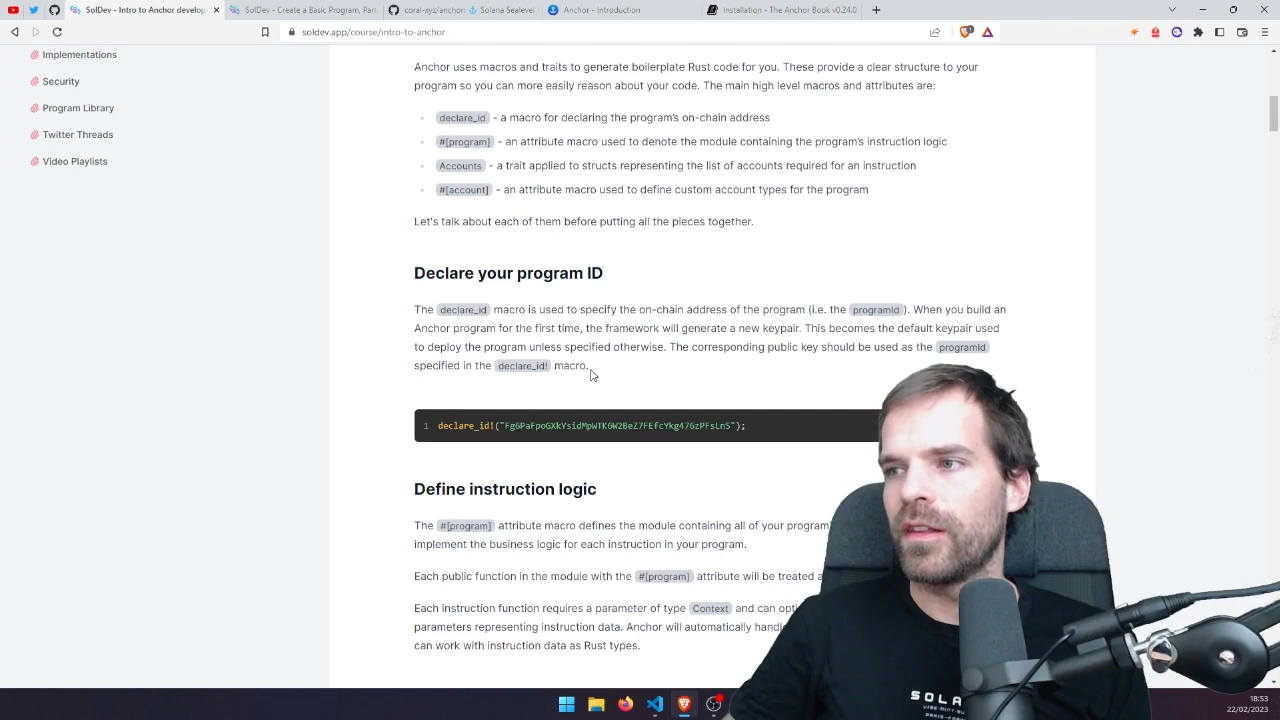 SolDev - Intro to Anchor develop
SolDev - Create a Basic Program, Par
coral-xyz/anchor:
Solana Sealevel
Anchor - Introduction
Installation - The Anchor Book v0.24.0
soldev.app/course/intro-to-anchor
Implementations
Security
Program Library
Twitter Threads
Video Playlists
Anchor uses macros and traits to generate boilerplate Rust code for you. These provide a clear structure to your
program so you can more easily reason about your code. The main high level macros and attributes are:
declare_id - a macro for declaring the program's on-chain address
#[program] - an attribute macro used to denote the module containing the program's instruction logic
Accounts - a trait applied to structs representing the list of accounts required for an instruction
#[account] - an attribute macro used to define custom account types for the program
Let's talk about each of them before putting all the pieces together.
Declare your program ID
The declare_id macro is used to specify the on-chain address of the program (i.e. the programId ). When you build an
Anchor program for the first time, the framework will generate a new keypair. This becomes the default keypair used
to deploy the program unless specified otherwise. The corresponding public key should be used as the programId
specified in the declare_id! macro.
1 declare_id!("Fg6PaFpoGXkYsidMpWTK6W2BeZ7FEfcYkg476zPFsLnS");
Define instruction logic
The #[program] attribute macro defines the module containing all of your program
implement the business logic for each instruction in your program.
Each public function in the module with the #[program] attribute will be treated
Each instruction function requires a parameter of type Context and can
parameters representing instruction data. Anchor will automatically
can work with instruction data as Rust types.
SOLA
18:53
22/02/2023